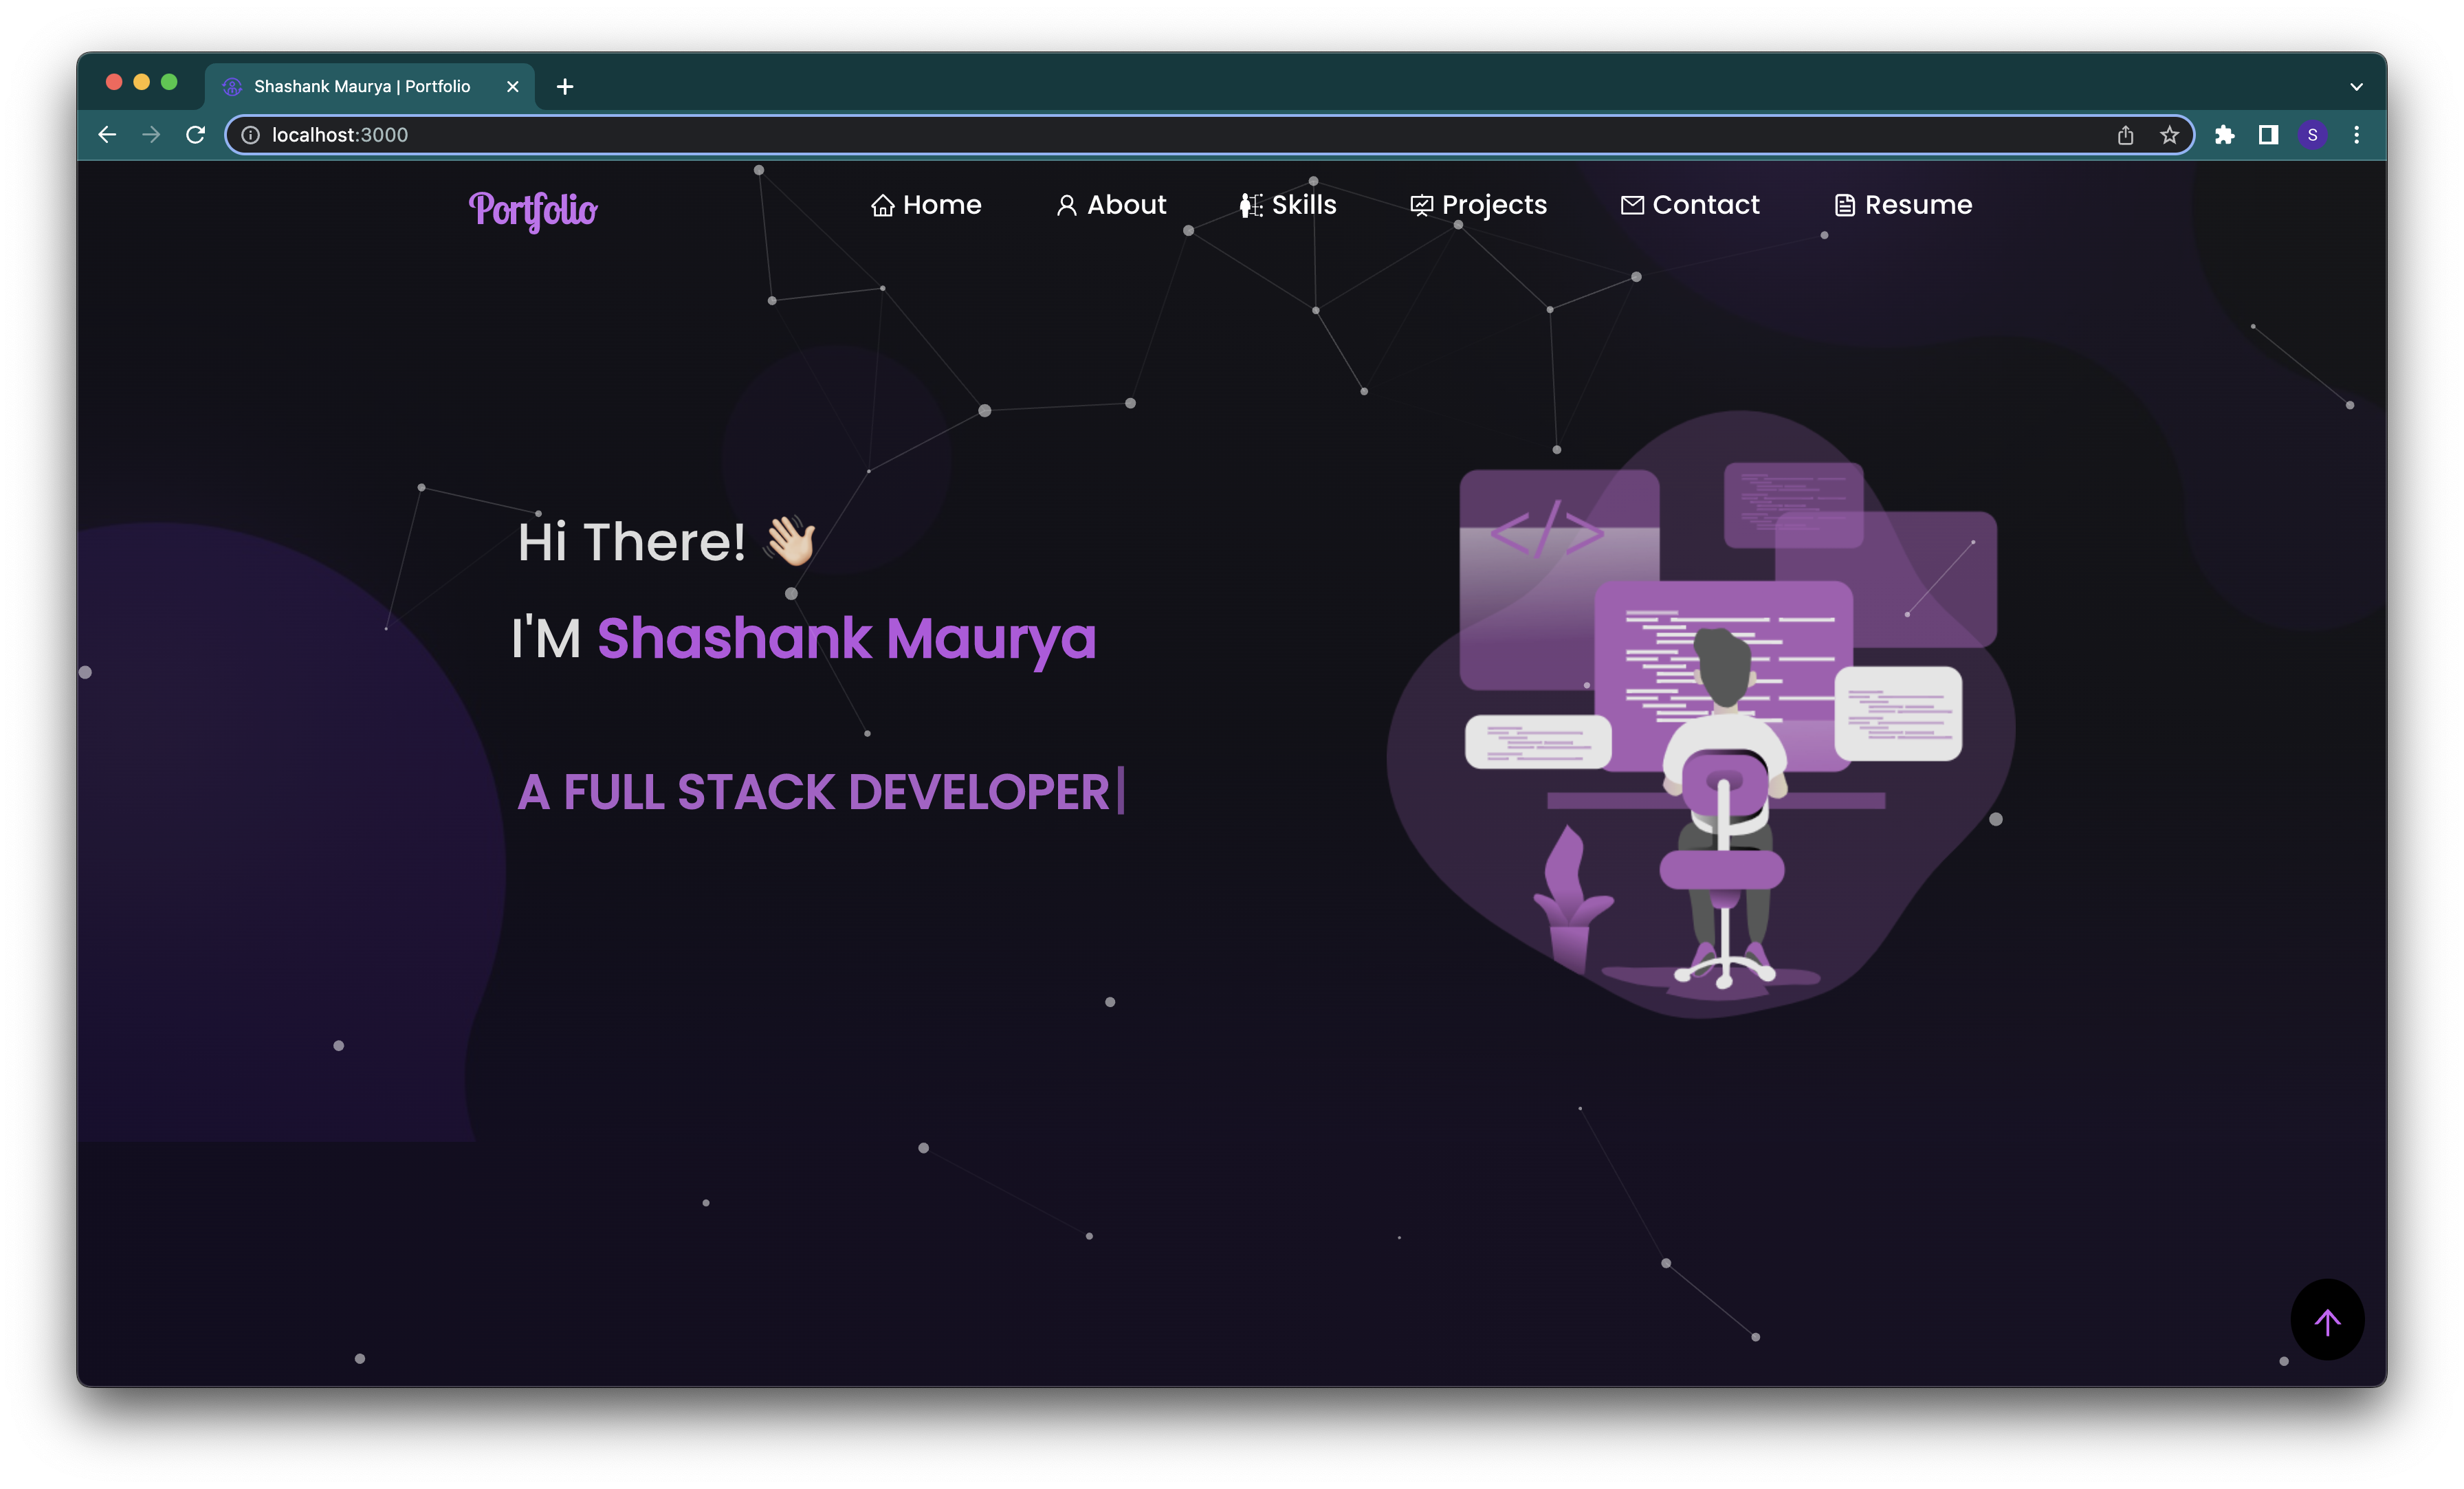 Shashank Maurya | Portfolio
localhost:3000
S
Portfolio
Home About Skills Projects Contact Resume
Hi There! 👋🏻
I'M Shashank Maurya
</>
A FULL STACK DEVELOPER|